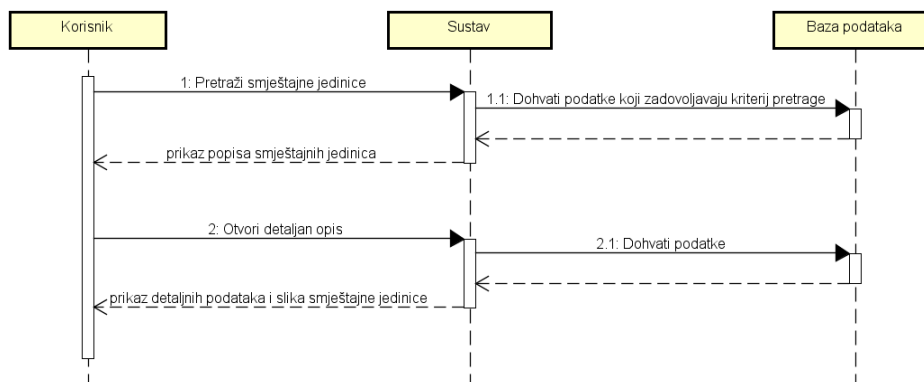 Korisnik
Sustav
Baza podataka
1: Pretraži smještajne jedinice
1.1: Dohvati podatke koji zadovoljavaju kriterij pretrage
prikaz popisa smještajnih jedinica
2: Otvori detaljan opis
2.1: Dohvati podatke
prikaz detaljnih podataka i slika smještajne jedinice